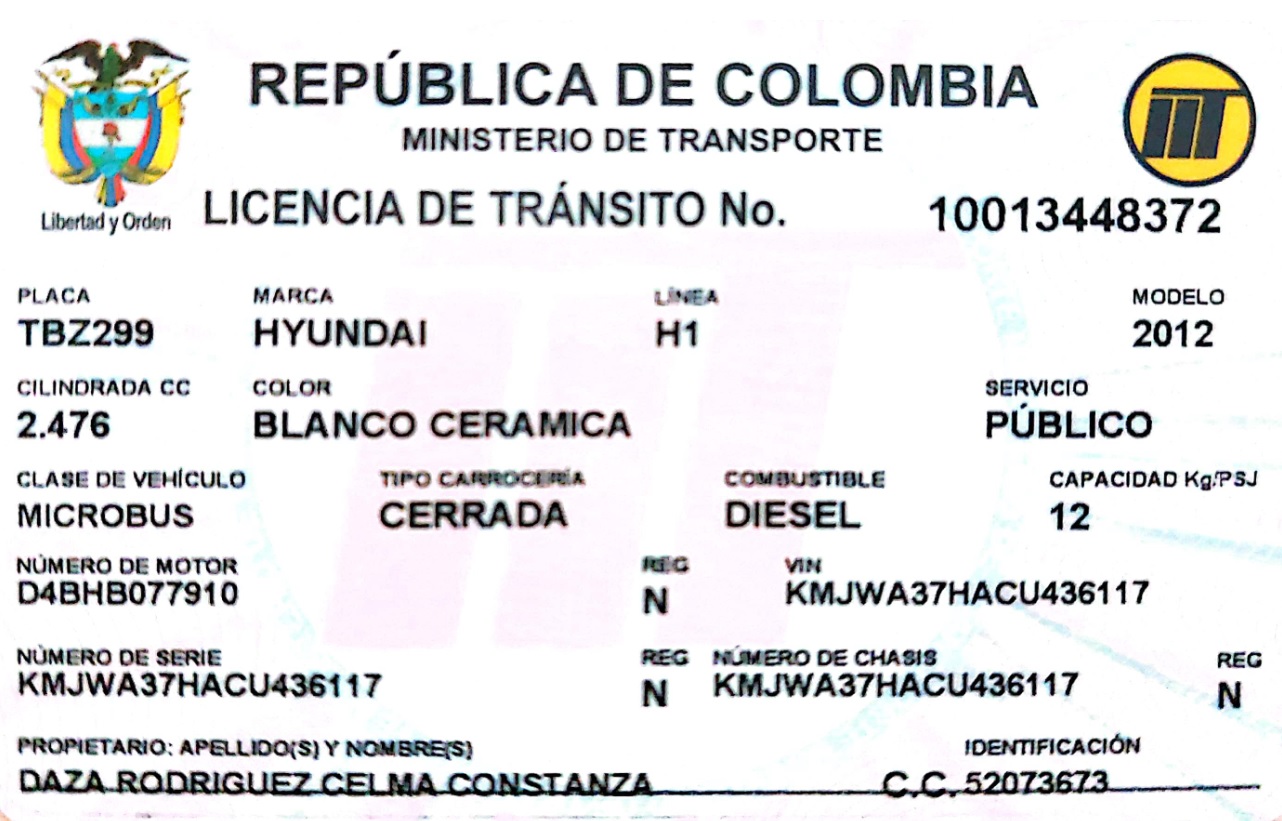 REPÚBLICA DE COLOMBIA
MINISTERIO DE TRANSPORTE
Libertad y Orden
LICENCIA DE TRÁNSITO No. 10013448372
PLACA MARCA LÍNEA MODELO
TBZ299 HYUNDAI H1 2012
CILINDRADA CC COLOR SERVICIO
2.476 BLANCO CERAMICA PÚBLICO
CLASE DE VEHÍCULO TIPO CARROCERÍA COMBUSTIBLE CAPACIDAD Kg/PSJ
MICROBUS CERRADA DIESEL 12
NÚMERO DE MOTOR REG VIN
D4BHB077910 N KMJWA37HACU436117
NÚMERO DE SERIE REG NÚMERO DE CHASIS REG
KMJWA37HACU436117 N KMJWA37HACU436117 N
PROPIETARIO: APELLIDO(S) Y NOMBRE(S) IDENTIFICACIÓN
DAZA RODRIGUEZ CELMA CONSTANZA C.C. 52073673